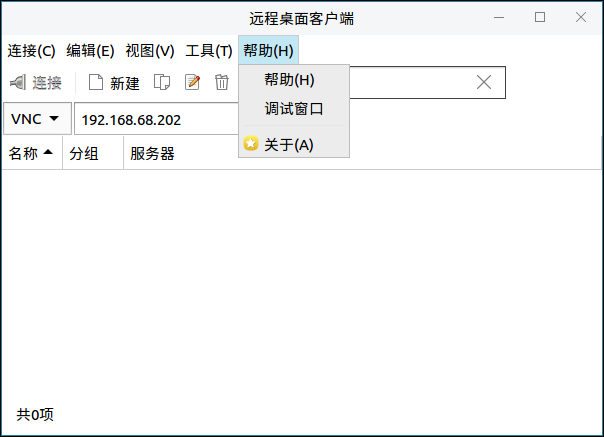 远程桌面客户端
连接(C) 编辑(E) 视图(V) 工具(T) 帮助(H)
连接 新建
帮助(H)
调试窗口
关于(A)
VNC 192.168.68.202
名称 分组 服务器
共0项